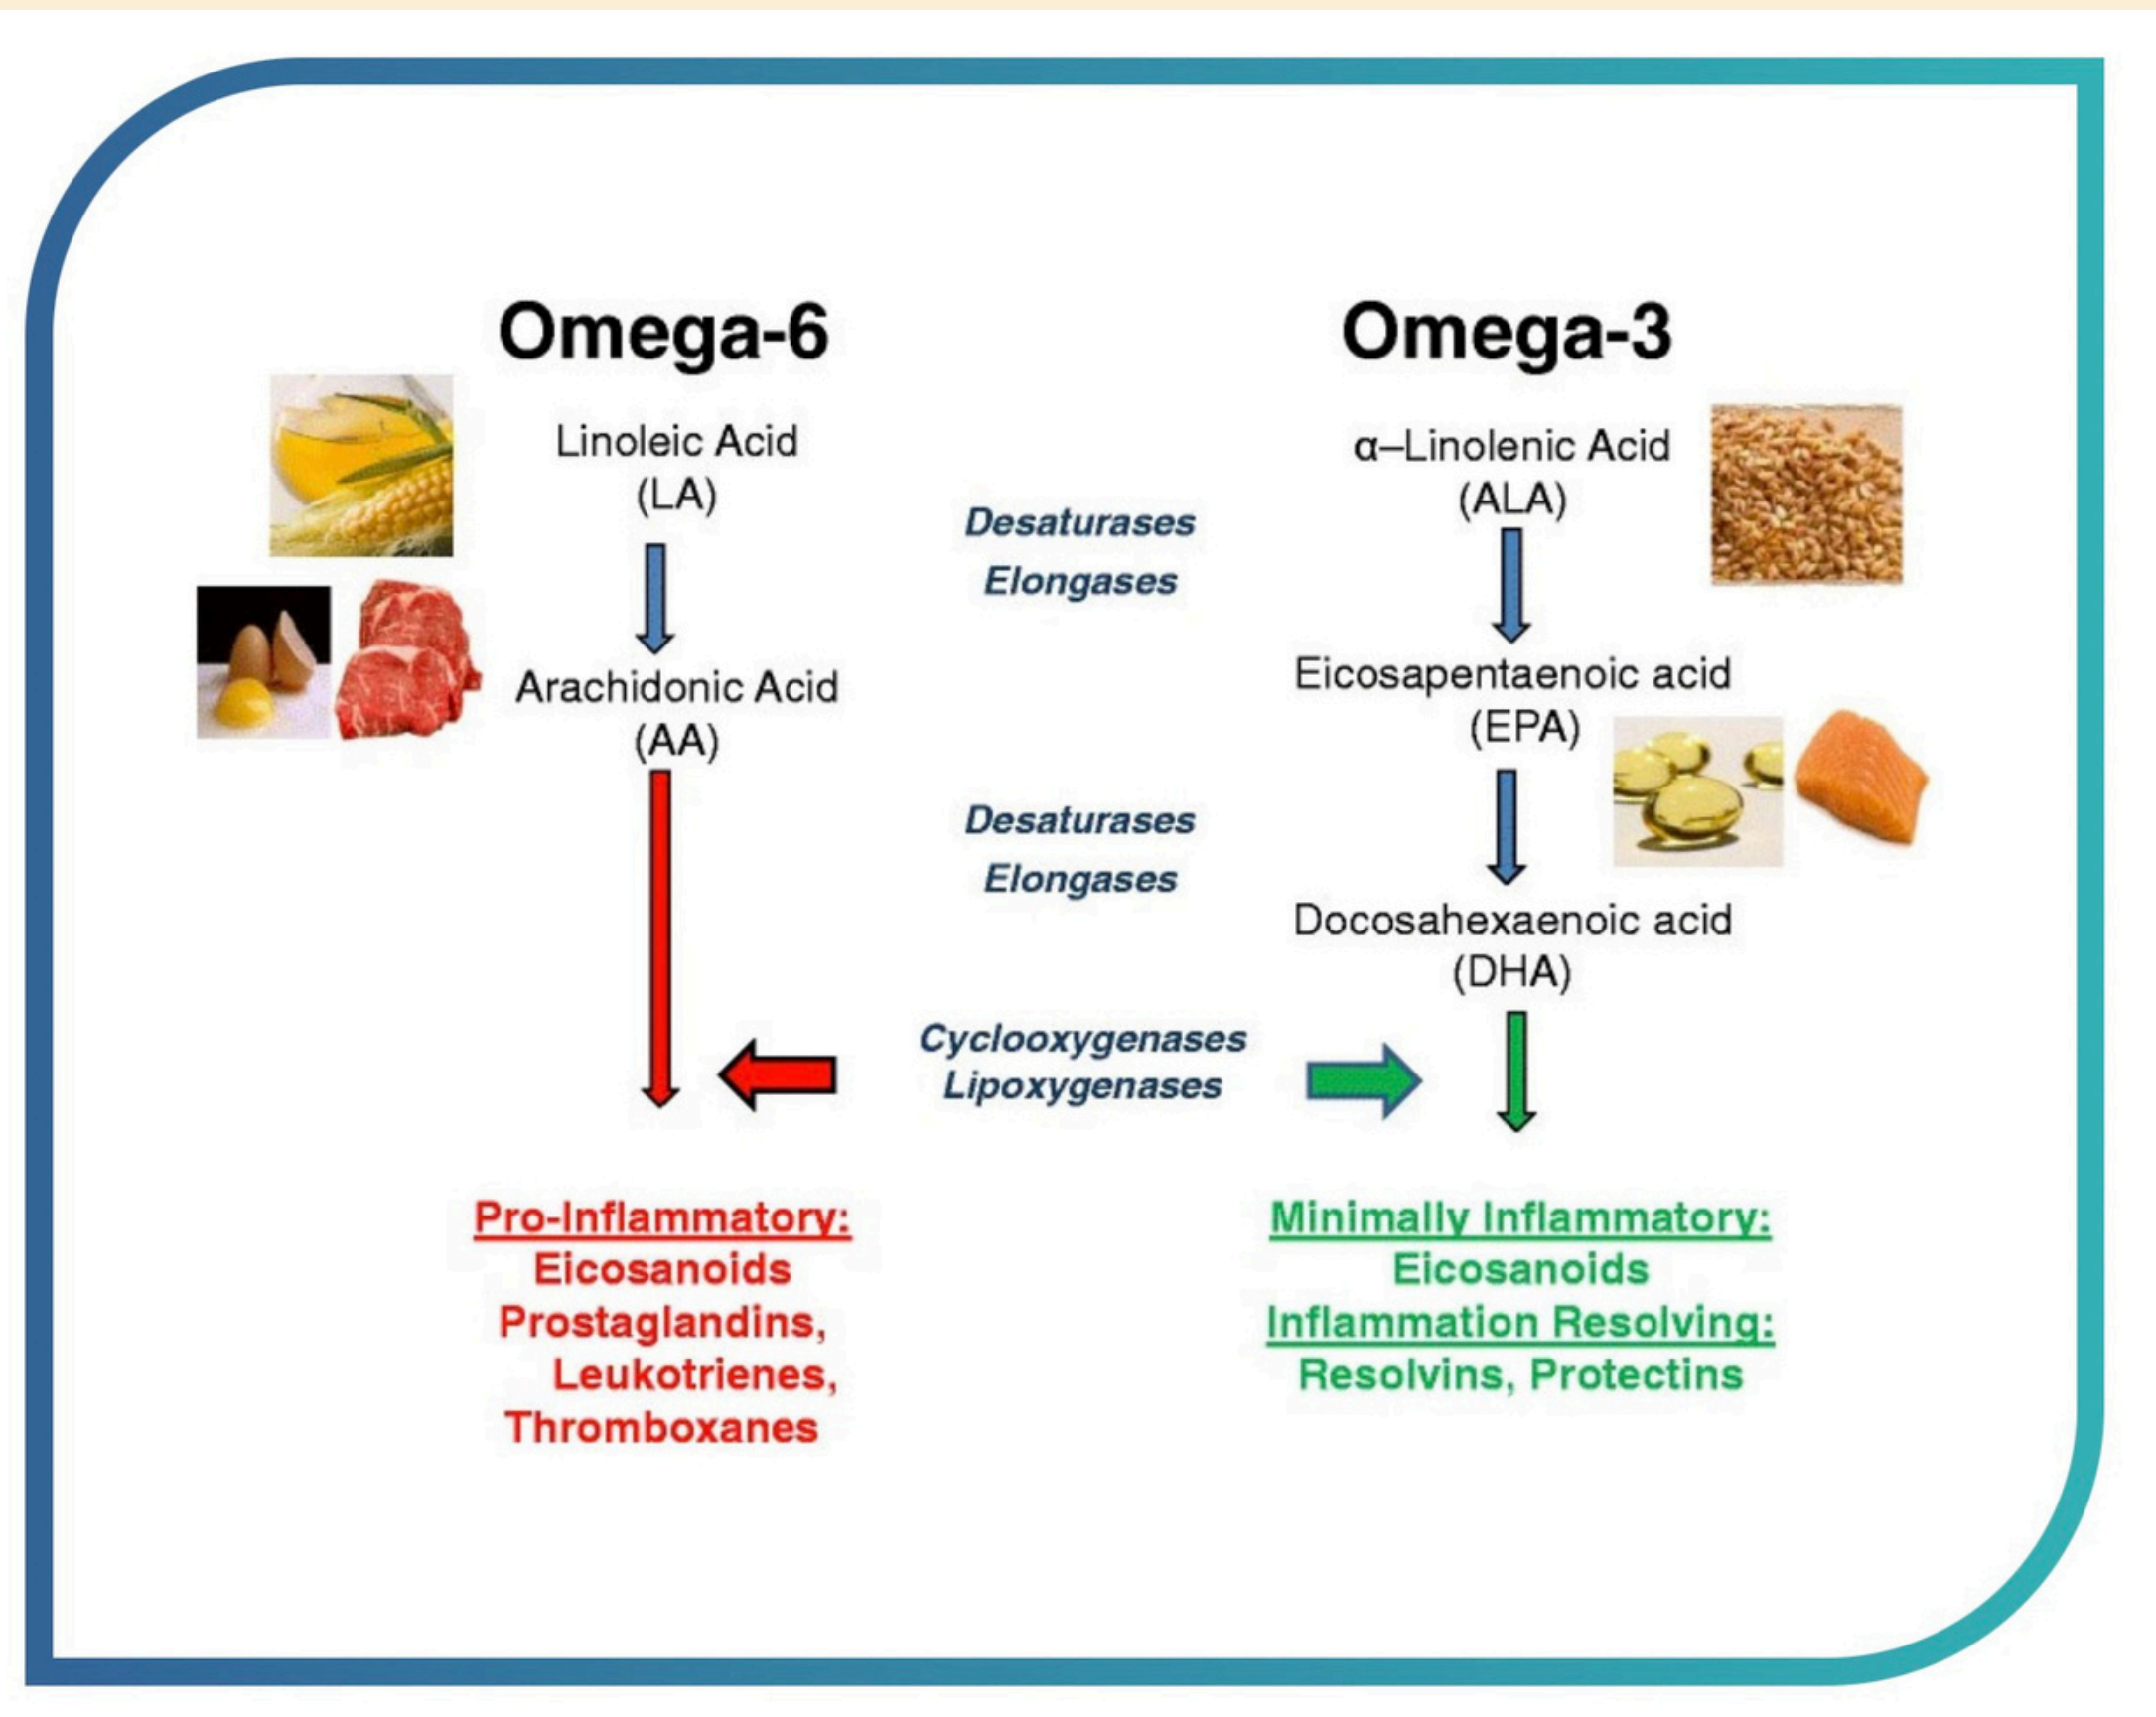 Omega-6
Linoleic Acid
(LA)
Arachidonic Acid
(AA)
Pro-Inflammatory:
Eicosanoids
Prostaglandins,
Leukotrienes,
Thromboxanes
Desaturases
Elongases
Desaturases
Elongases
Cyclooxygenases
Lipoxygenases
Omega-3
α–Linolenic Acid
(ALA)
Eicosapentaenoic acid
(EPA)
Docosahexaenoic acid
(DHA)
Minimally Inflammatory:
Eicosanoids
Inflammation Resolving:
Resolvins, Protectins